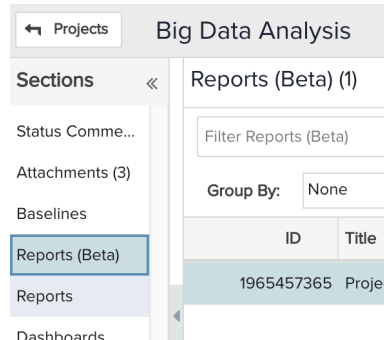 Projects
Big Data Analysis
Sections
«
Status Comme...
Attachments (3)
Baselines
Reports (Beta)
Reports
Dashboards
Reports (Beta) (1)
Filter Reports (Beta)
Group By:
None
ID
Title
1965457365